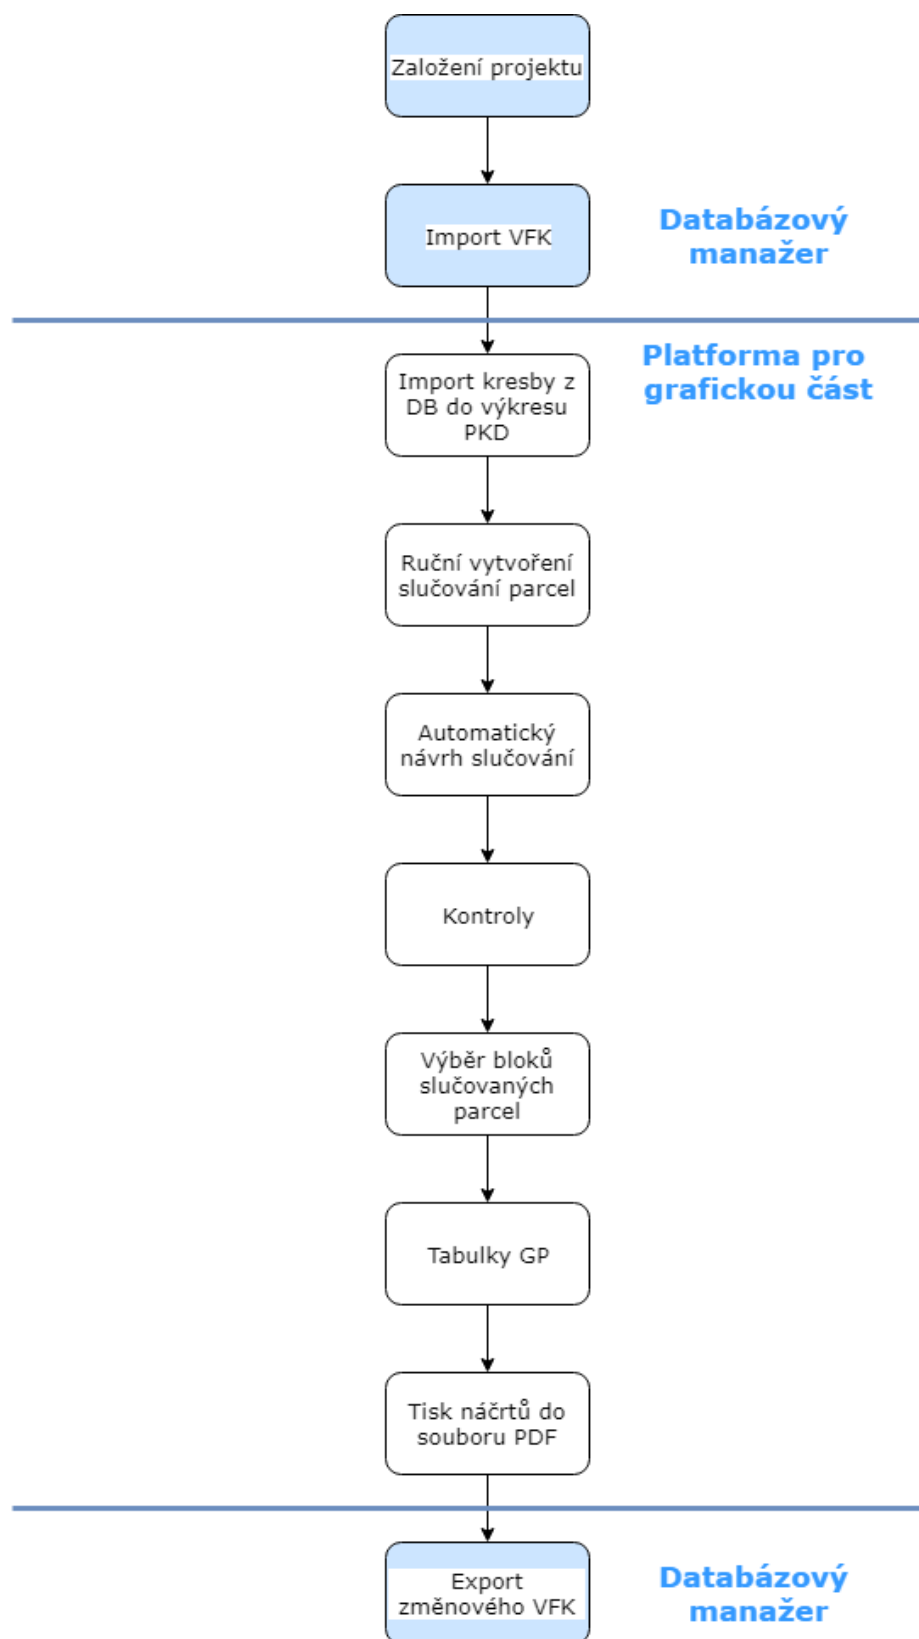 Založení projektu
Import VFK
Databázový
manažer
Platforma pro
grafickou část
Import kresby z
DB do výkresu
PKD
Ruční vytvoření
slučování parcel
Automatický
návrh slučování
Kontroly
Výběr bloků
slučovaných
parcel
Tabulky GP
Tisk náčrtů do
souboru PDF
Export
změnového VFK
Databázový
manažer